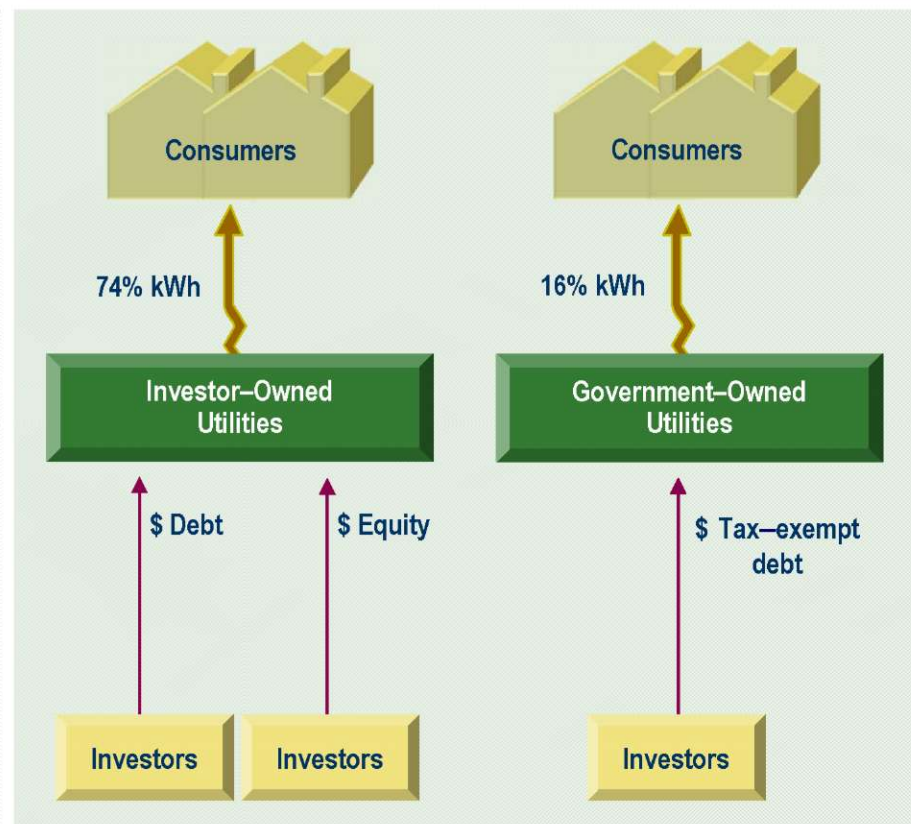 Consumers
Consumers
74% kWh
16% kWh
Investor–Owned
Utilities
Government–Owned
Utilities
$ Debt
$ Equity
$ Tax–exempt
debt
Investors
Investors
Investors